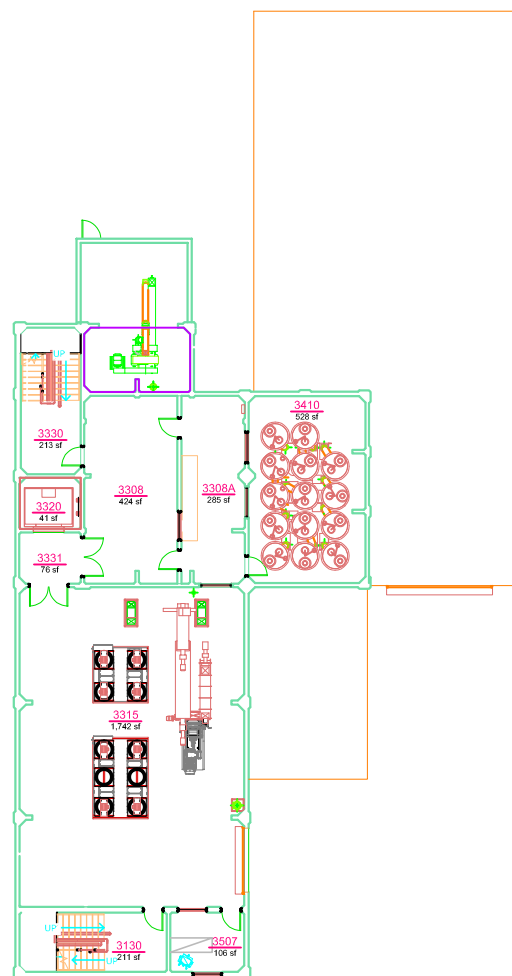 UP
3330
213 sf
3410
528 sf
3308
424 sf
3308A
285 sf
3320
41 sf
3331
76 sf
3315
1,742 sf
UP
UP
3130
211 sf
3507
106 sf